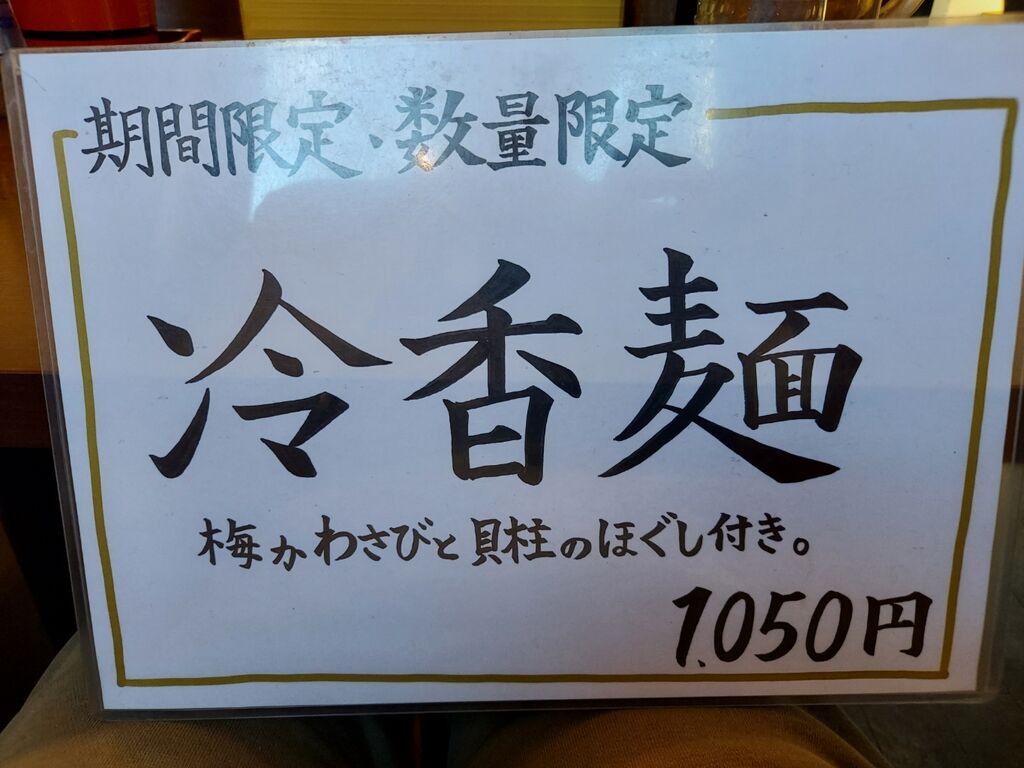 期間限定・数量限定
冷香麺
梅かわさびと貝柱のほぐし付き。
1,050円